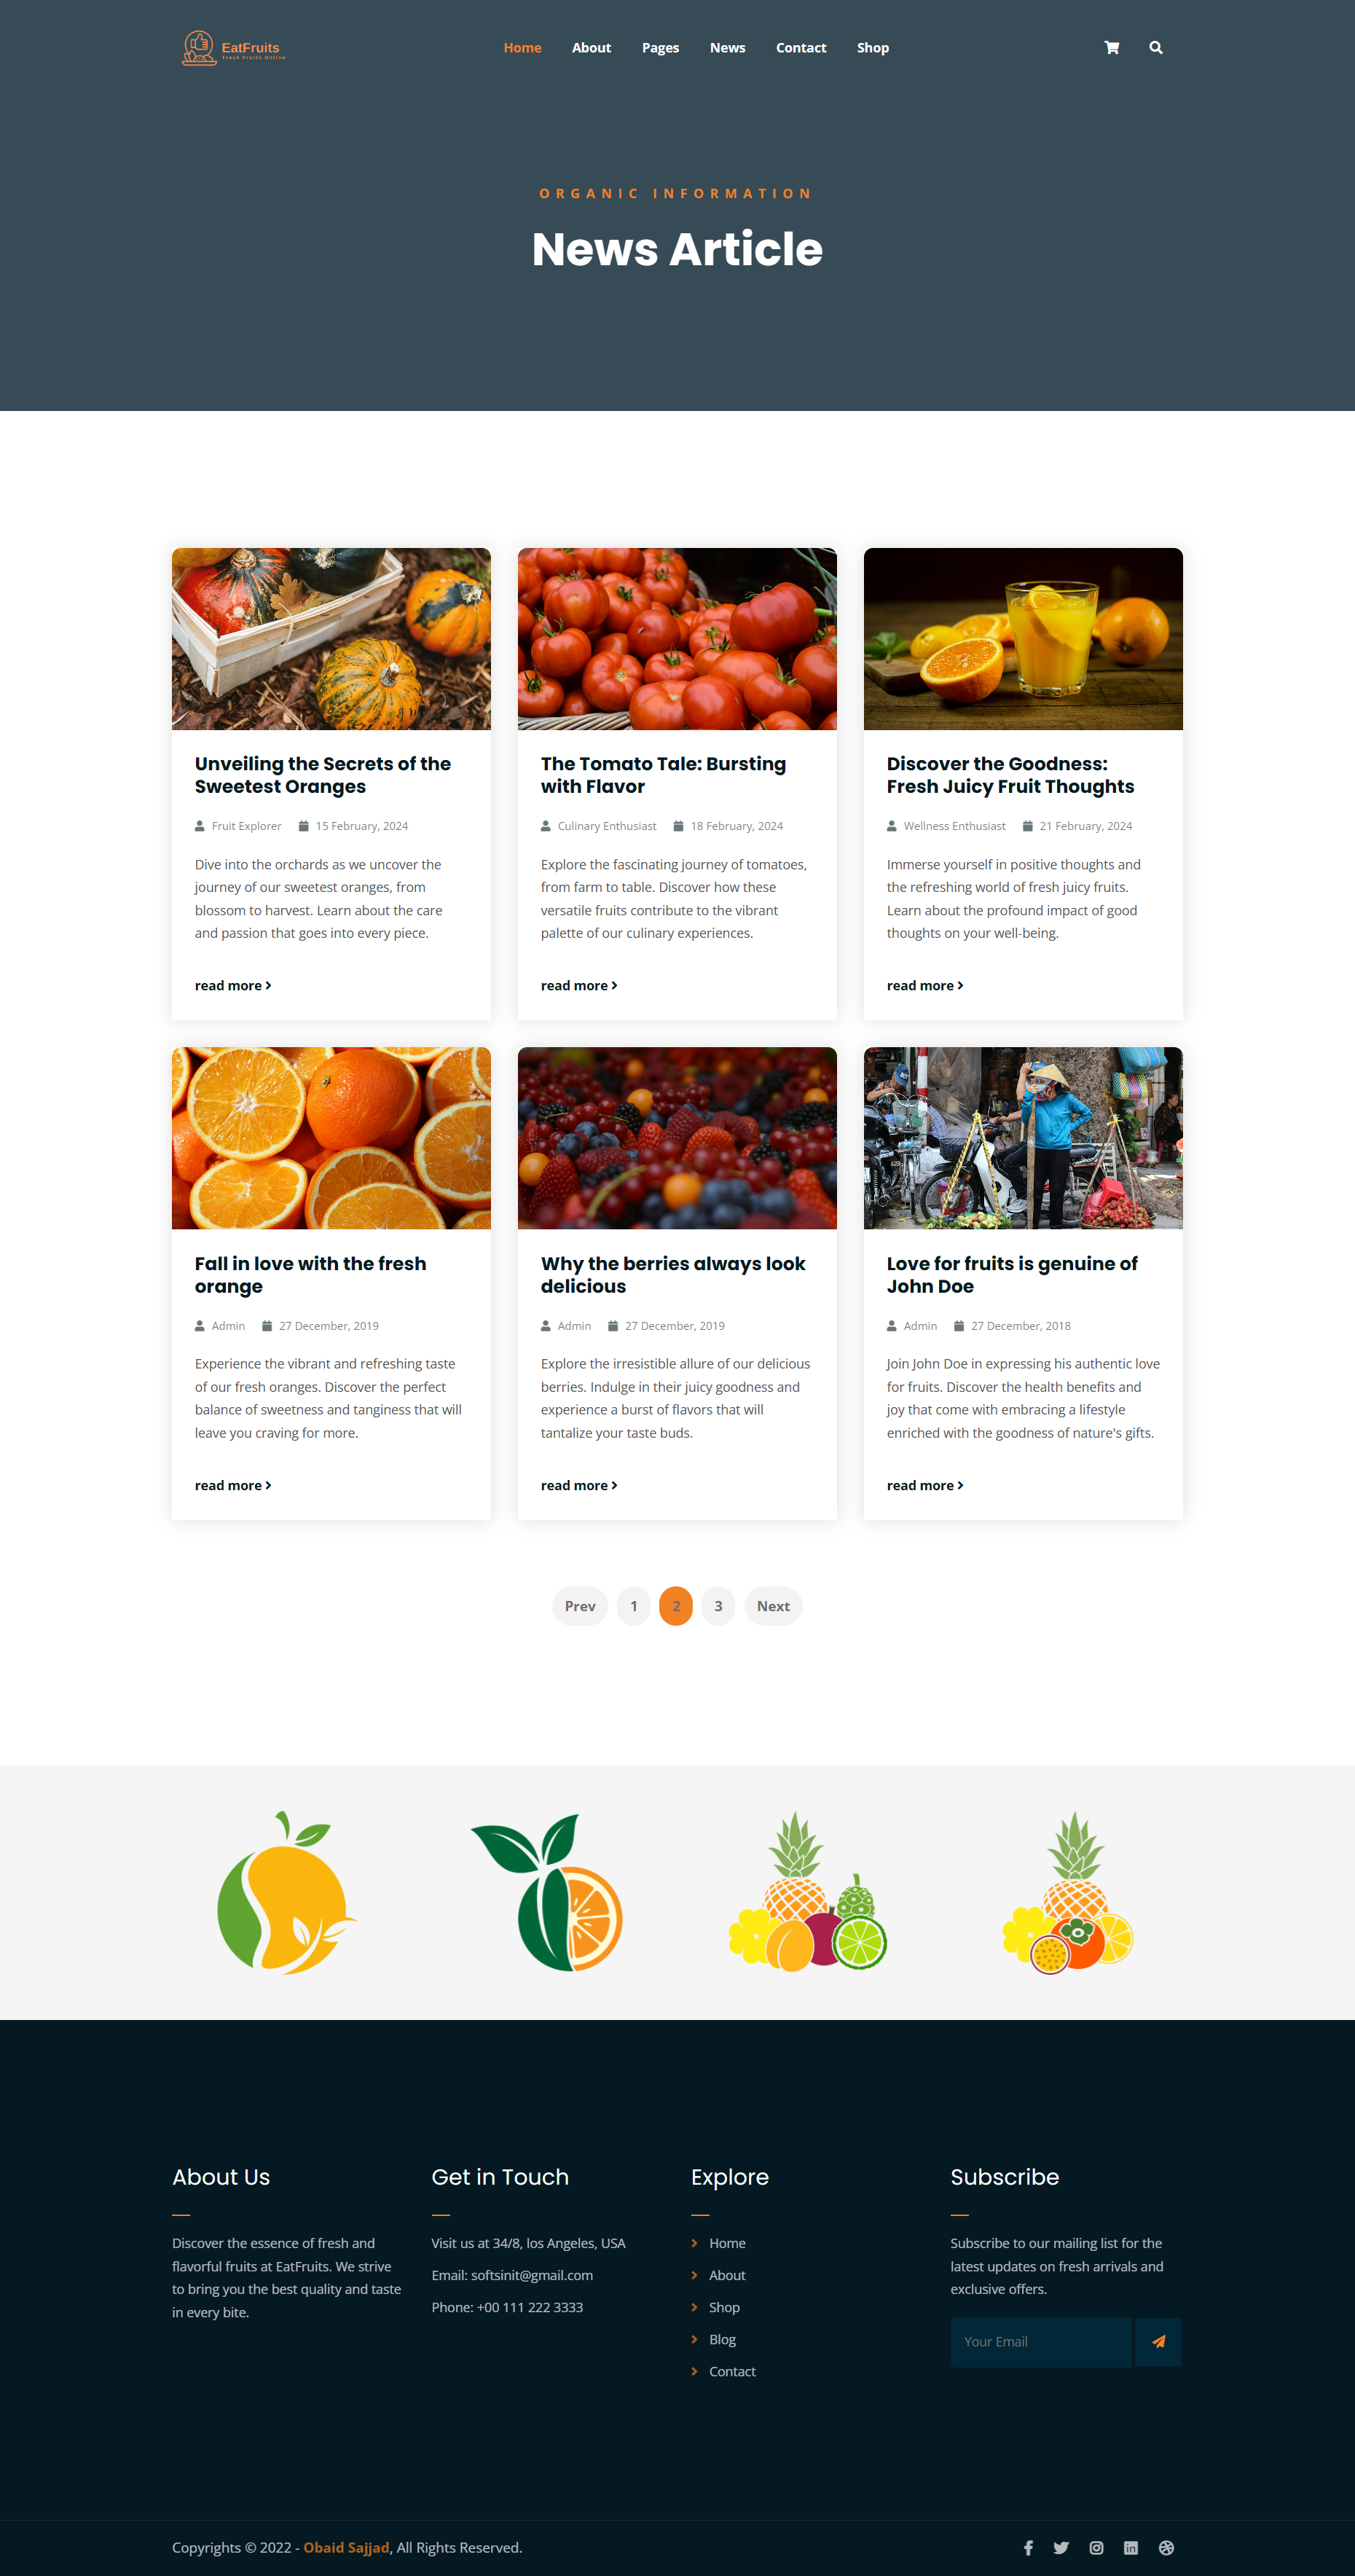 EatFruits
Fresh Fruits Online
Home About Pages News Contact Shop
ORGANIC INFORMATION
News Article
Unveiling the Secrets of the
Sweetest Oranges
Fruit Explorer 15 February, 2024
Dive into the orchards as we uncover the
journey of our sweetest oranges, from
blossom to harvest. Learn about the care
and passion that goes into every piece.
read more
The Tomato Tale: Bursting
with Flavor
Culinary Enthusiast 18 February, 2024
Explore the fascinating journey of tomatoes,
from farm to table. Discover how these
versatile fruits contribute to the vibrant
palette of our culinary experiences.
read more
Discover the Goodness:
Fresh Juicy Fruit Thoughts
Wellness Enthusiast 21 February, 2024
Immerse yourself in positive thoughts and
the refreshing world of fresh juicy fruits.
Learn about the profound impact of good
thoughts on your well-being.
read more
Fall in love with the fresh
orange
Admin 27 December, 2019
Experience the vibrant and refreshing taste
of our fresh oranges. Discover the perfect
balance of sweetness and tanginess that will
leave you craving for more.
read more
Why the berries always look
delicious
Admin 27 December, 2019
Explore the irresistible allure of our delicious
berries. Indulge in their juicy goodness and
experience a burst of flavors that will
tantalize your taste buds.
read more
Love for fruits is genuine of
John Doe
Admin 27 December, 2018
Join John Doe in expressing his authentic love
for fruits. Discover the health benefits and
joy that come with embracing a lifestyle
enriched with the goodness of nature's gifts.
read more
Prev 1 2 3 Next
About Us
Discover the essence of fresh and
flavorful fruits at EatFruits. We strive
to bring you the best quality and taste
in every bite.
Get in Touch
Visit us at 34/8, los Angeles, USA
Email: softsinit@gmail.com
Phone: +00 111 222 3333
Explore
Home
About
Shop
Blog
Contact
Subscribe
Subscribe to our mailing list for the
latest updates on fresh arrivals and
exclusive offers.
Your Email
Copyrights © 2022 - Obaid Sajjad, All Rights Reserved.